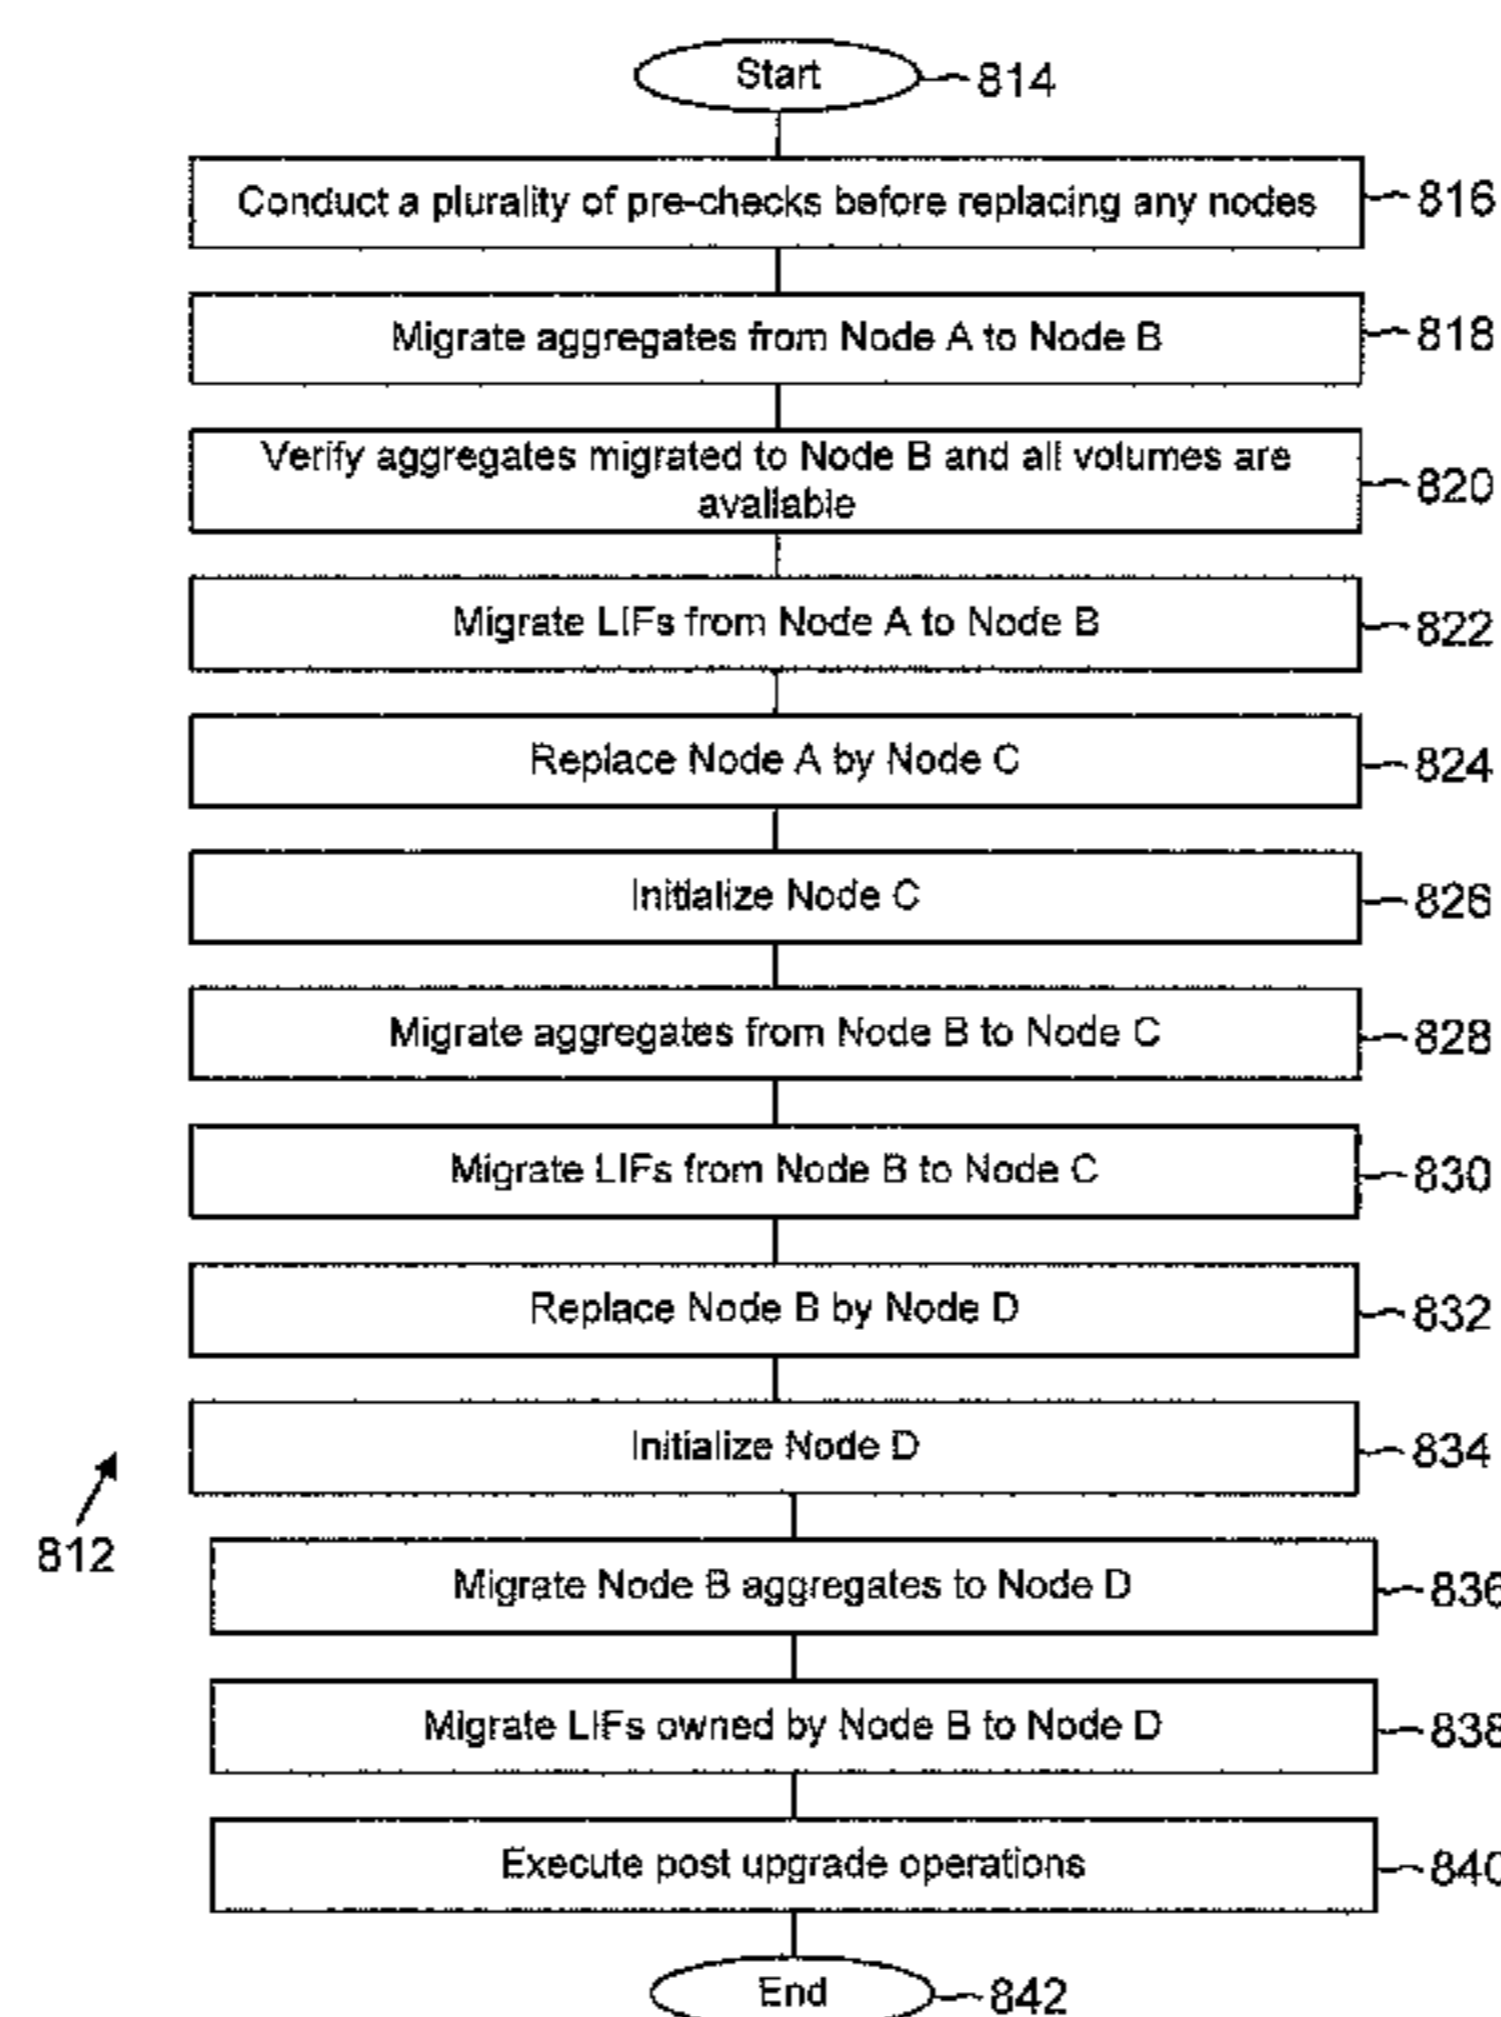 Start
814
Conduct a plurality of pre-checks before replacing any nodes
816
Migrate aggregates from Node A to Node B
818
Verify aggregates migrated to Node B and all volumes are
available
820
Migrate LIFs from Node A to Node B
822
Replace Node A by Node C
824
Initialize Node C
826
Migrate aggregates from Node B to Node C
828
Migrate LIFs from Node B to Node C
830
Replace Node B by Node D
832
Initialize Node D
834
812
Migrate Node B aggregates to Node D
836
Migrate LIFs owned by Node B to Node D
838
Execute post upgrade operations
840
End
842